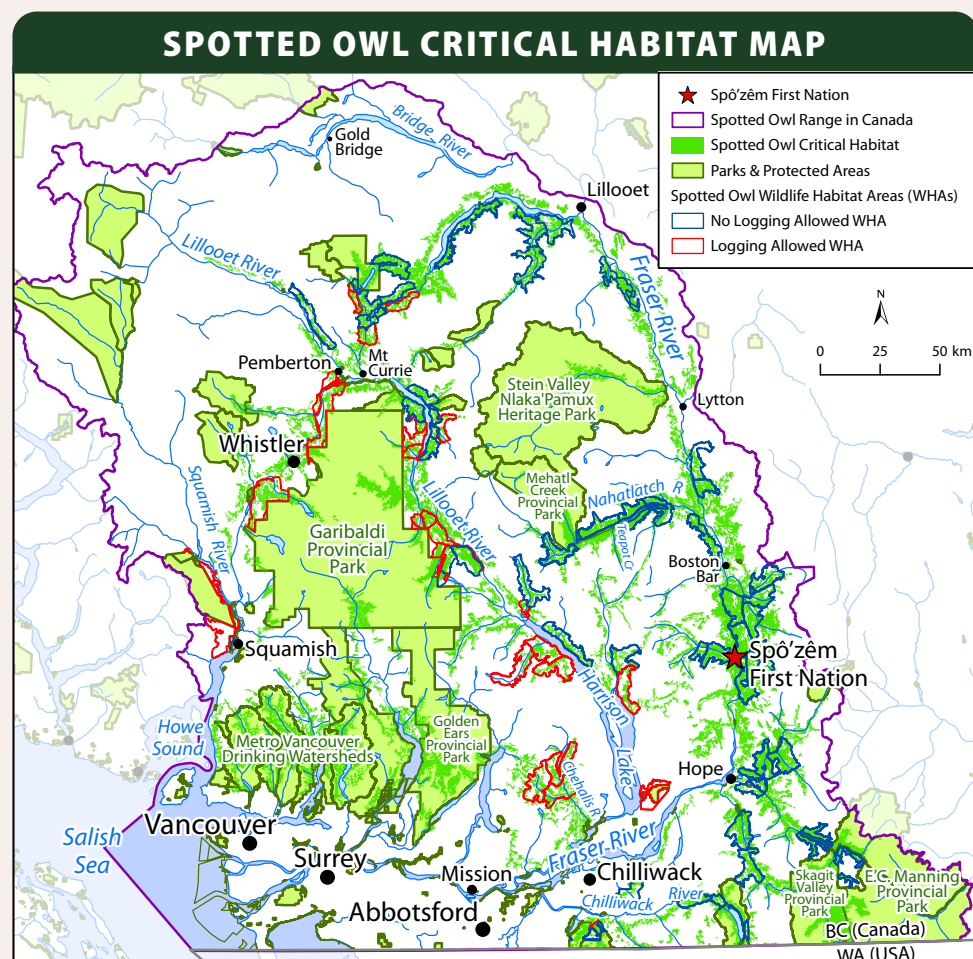 SPOTTED OWL CRITICAL HABITAT MAP
Spô'zêm First Nation
Spotted Owl Range in Canada
Spotted Owl Critical Habitat
Parks & Protected Areas
Spotted Owl Wildlife Habitat Areas (WHAs)
No Logging Allowed WHA
Logging Allowed WHA
N
0 25 50 km
Gold
Bridge
Bridge River
Lillooet
Lillooet River
Fraser River
Pemberton
Mt
Currie
Stein Valley
Nlaka'Pamux
Heritage Park
Lytton
Whistler
Squamish River
Mehatl
Creek
Provincial
Park
Nahatlatch R
Teapot Cr
Lillooet River
Garibaldi
Provincial
Park
Boston
Bar
Squamish
Spô'zêm
First Nation
Harrison Lake
Howe
Sound
Metro Vancouver
Drinking Watersheds
Golden
Ears
Provincial
Park
Chehalis R
Hope
Vancouver
Salish
Sea
Surrey
Fraser River
Mission
Chilliwack
Abbotsford
Chilliwack River
Skagit
Valley
Provincial
Park
E.C. Manning
Provincial
Park
BC (Canada)
WA (USA)